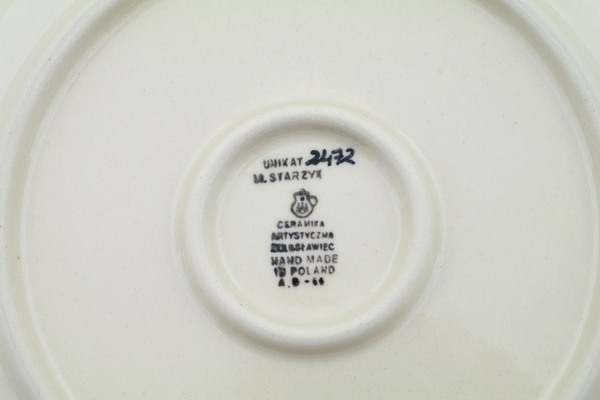 UNIKAT 2472
M. STARZYK
CERAMIKA
ARTYSTYCZNA
BOLESŁAWIEC
HAND MADE
IN POLAND